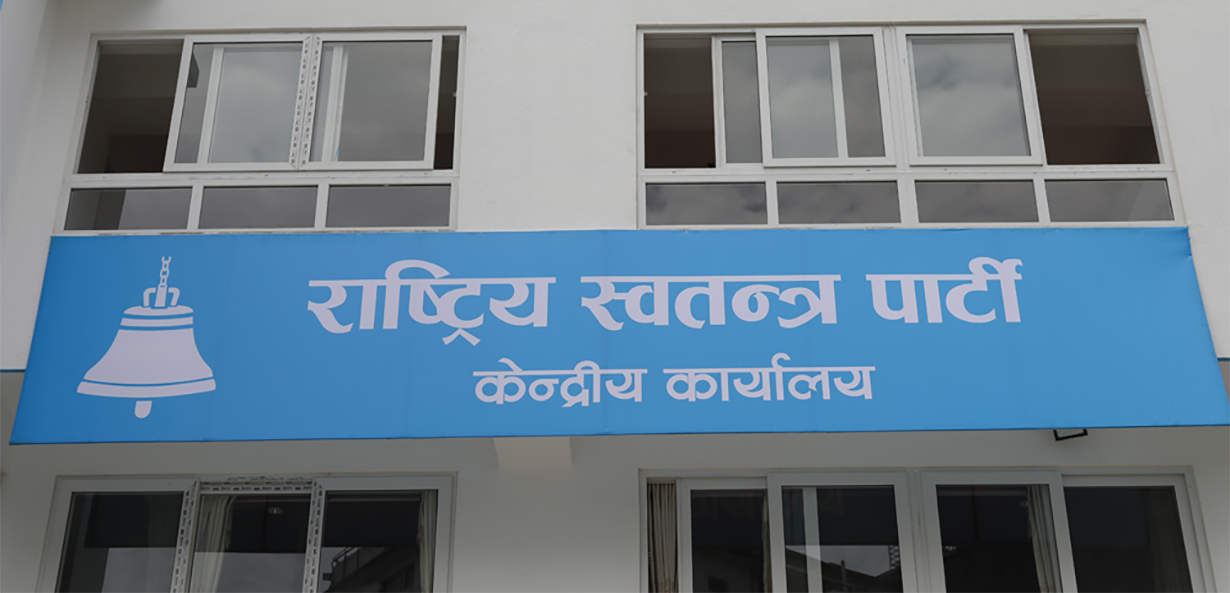 राष्ट्रिय स्वतन्त्र पार्टी
केन्द्रीय कार्यालय